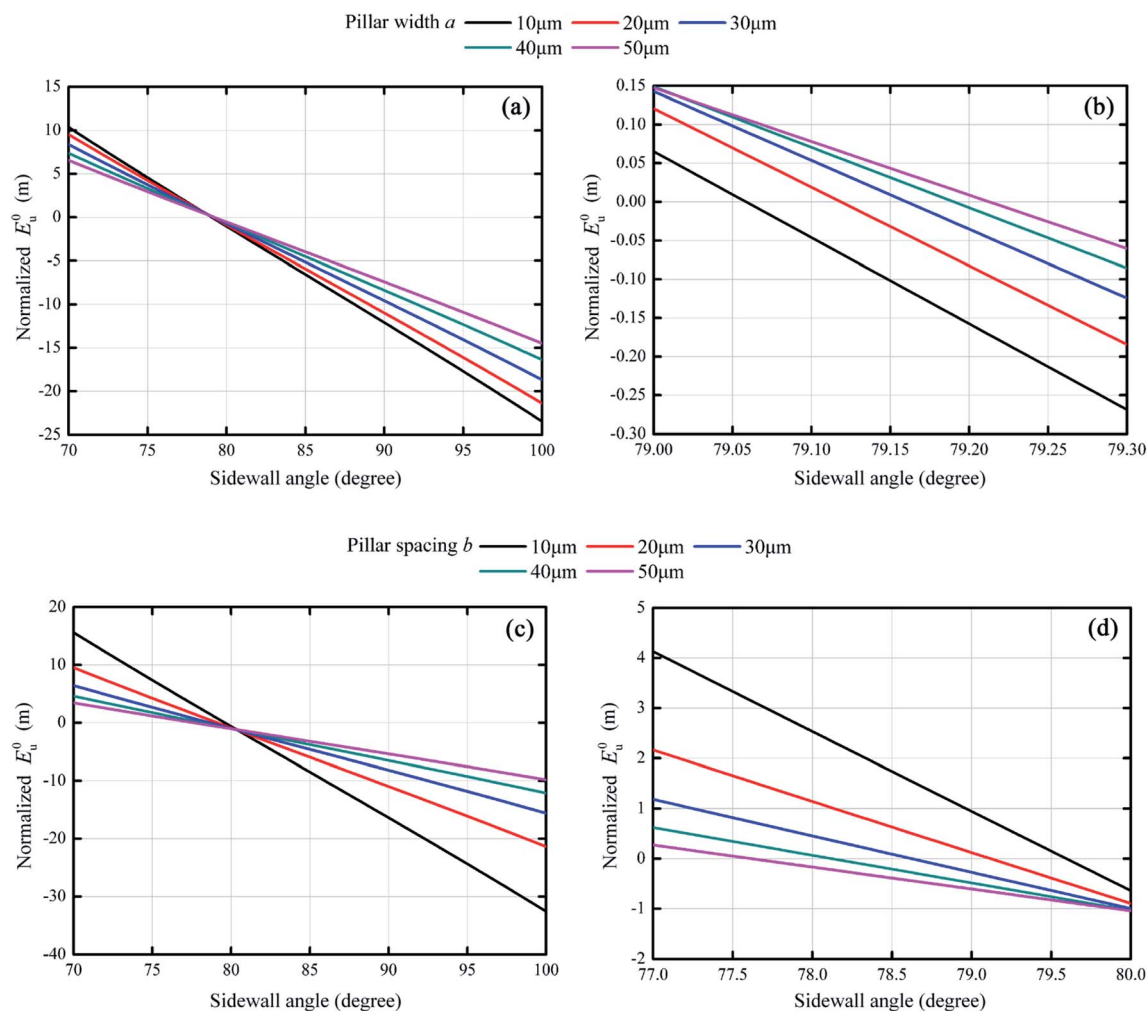 Pillar width a 10μm 20μm 30μm
40μm 50μm
(a)
15
10
5
0
-5
-10
-15
-20
-25
Normalized E_u^0 (m)
70 75 80 85 90 95 100
Sidewall angle (degree)
(b)
0.15
0.10
0.05
0.00
-0.05
-0.10
-0.15
-0.20
-0.25
-0.30
Normalized E_u^0 (m)
79.00 79.05 79.10 79.15 79.20 79.25 79.30
Sidewall angle (degree)
Pillar spacing b 10μm 20μm 30μm
40μm 50μm
(c)
20
10
0
-10
-20
-30
-40
Normalized E_u^0 (m)
70 75 80 85 90 95 100
Sidewall angle (degree)
(d)
5
4
3
2
1
0
-1
-2
Normalized E_u^0 (m)
77.0 77.5 78.0 78.5 79.0 79.5 80.0
Sidewall angle (degree)